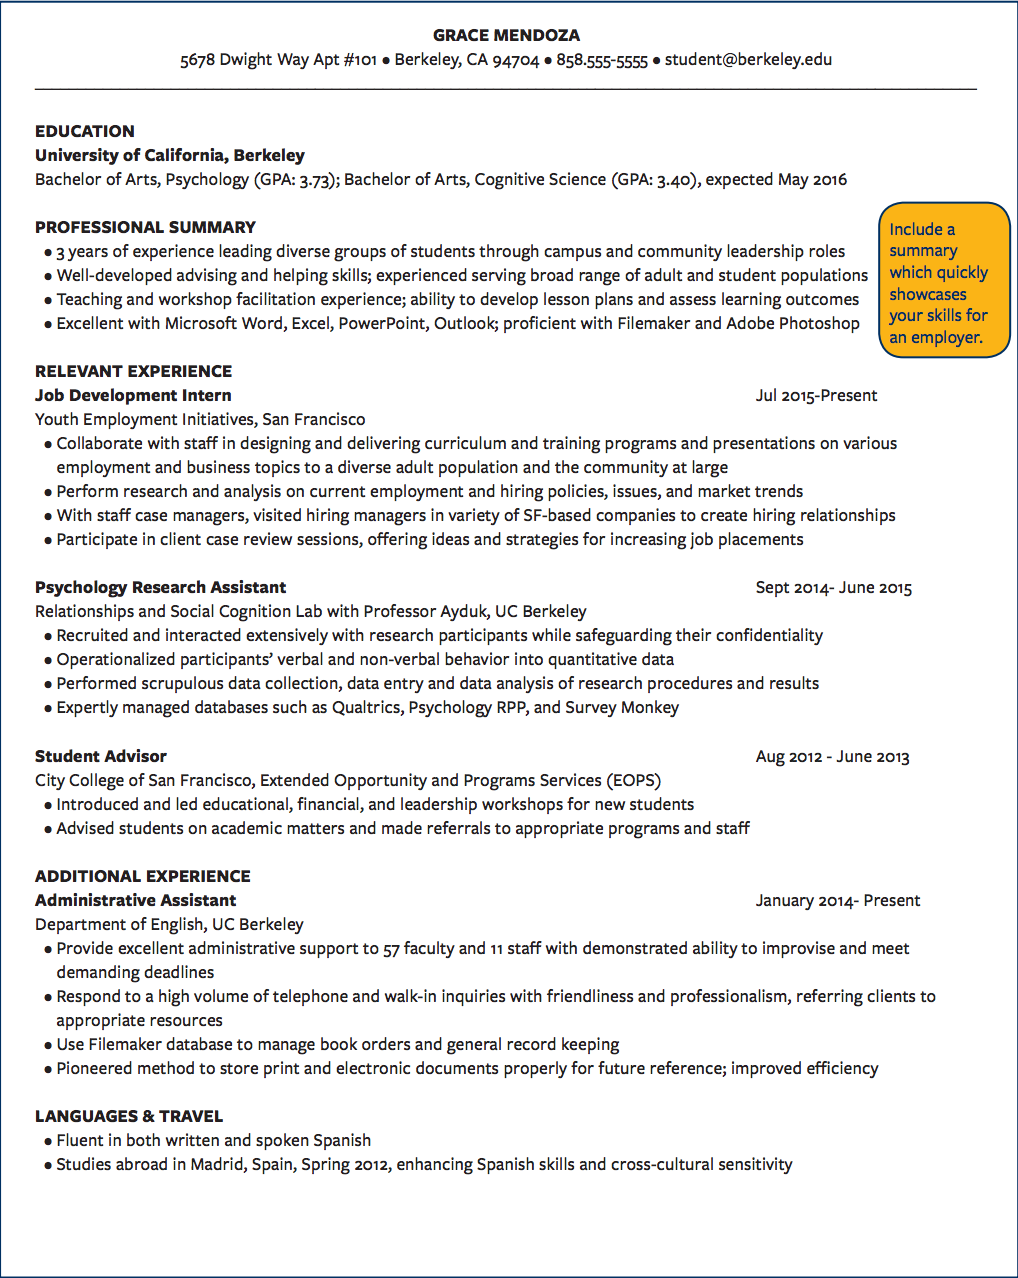 GRACE MENDOZA
5678 Dwight Way Apt #101 ● Berkeley, CA 94704 ● 858.555-5555 ● student@berkeley.edu
EDUCATION
University of California, Berkeley
Bachelor of Arts, Psychology (GPA: 3.73); Bachelor of Arts, Cognitive Science (GPA: 3.40), expected May 2016
PROFESSIONAL SUMMARY
● 3 years of experience leading diverse groups of students through campus and community leadership roles
● Well-developed advising and helping skills; experienced serving broad range of adult and student populations
● Teaching and workshop facilitation experience; ability to develop lesson plans and assess learning outcomes
● Excellent with Microsoft Word, Excel, PowerPoint, Outlook; proficient with Filemaker and Adobe Photoshop
Include a
summary
which quickly
showcases
your skills for
an employer.
RELEVANT EXPERIENCE
Job Development Intern Jul 2015-Present
Youth Employment Initiatives, San Francisco
● Collaborate with staff in designing and delivering curriculum and training programs and presentations on various
employment and business topics to a diverse adult population and the community at large
● Perform research and analysis on current employment and hiring policies, issues, and market trends
● With staff case managers, visited hiring managers in variety of SF-based companies to create hiring relationships
● Participate in client case review sessions, offering ideas and strategies for increasing job placements
Psychology Research Assistant Sept 2014- June 2015
Relationships and Social Cognition Lab with Professor Ayduk, UC Berkeley
● Recruited and interacted extensively with research participants while safeguarding their confidentiality
● Operationalized participants’ verbal and non-verbal behavior into quantitative data
● Performed scrupulous data collection, data entry and data analysis of research procedures and results
● Expertly managed databases such as Qualtrics, Psychology RPP, and Survey Monkey
Student Advisor Aug 2012 - June 2013
City College of San Francisco, Extended Opportunity and Programs Services (EOPS)
● Introduced and led educational, financial, and leadership workshops for new students
● Advised students on academic matters and made referrals to appropriate programs and staff
ADDITIONAL EXPERIENCE
Administrative Assistant January 2014- Present
Department of English, UC Berkeley
● Provide excellent administrative support to 57 faculty and 11 staff with demonstrated ability to improvise and meet
demanding deadlines
● Respond to a high volume of telephone and walk-in inquiries with friendliness and professionalism, referring clients to
appropriate resources
● Use Filemaker database to manage book orders and general record keeping
● Pioneered method to store print and electronic documents properly for future reference; improved efficiency
LANGUAGES & TRAVEL
● Fluent in both written and spoken Spanish
● Studies abroad in Madrid, Spain, Spring 2012, enhancing Spanish skills and cross-cultural sensitivity